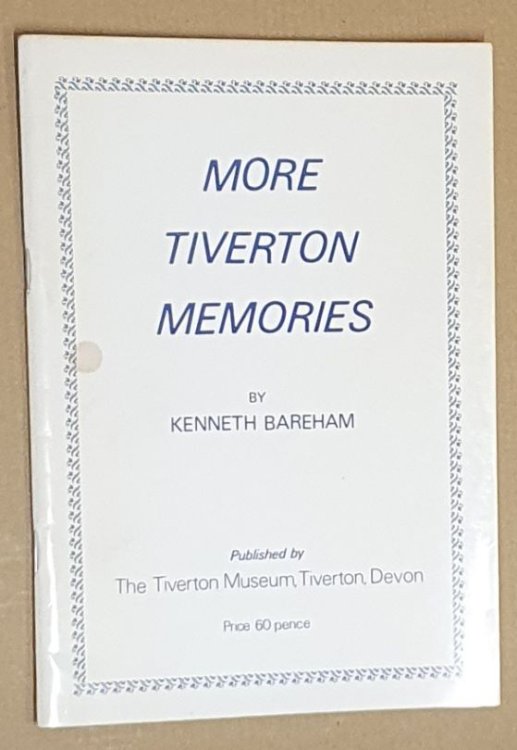 MORE
TIVERTON
MEMORIES
BY
KENNETH BAREHAM
Published by
The Tiverton Museum, Tiverton, Devon
Price 60 pence